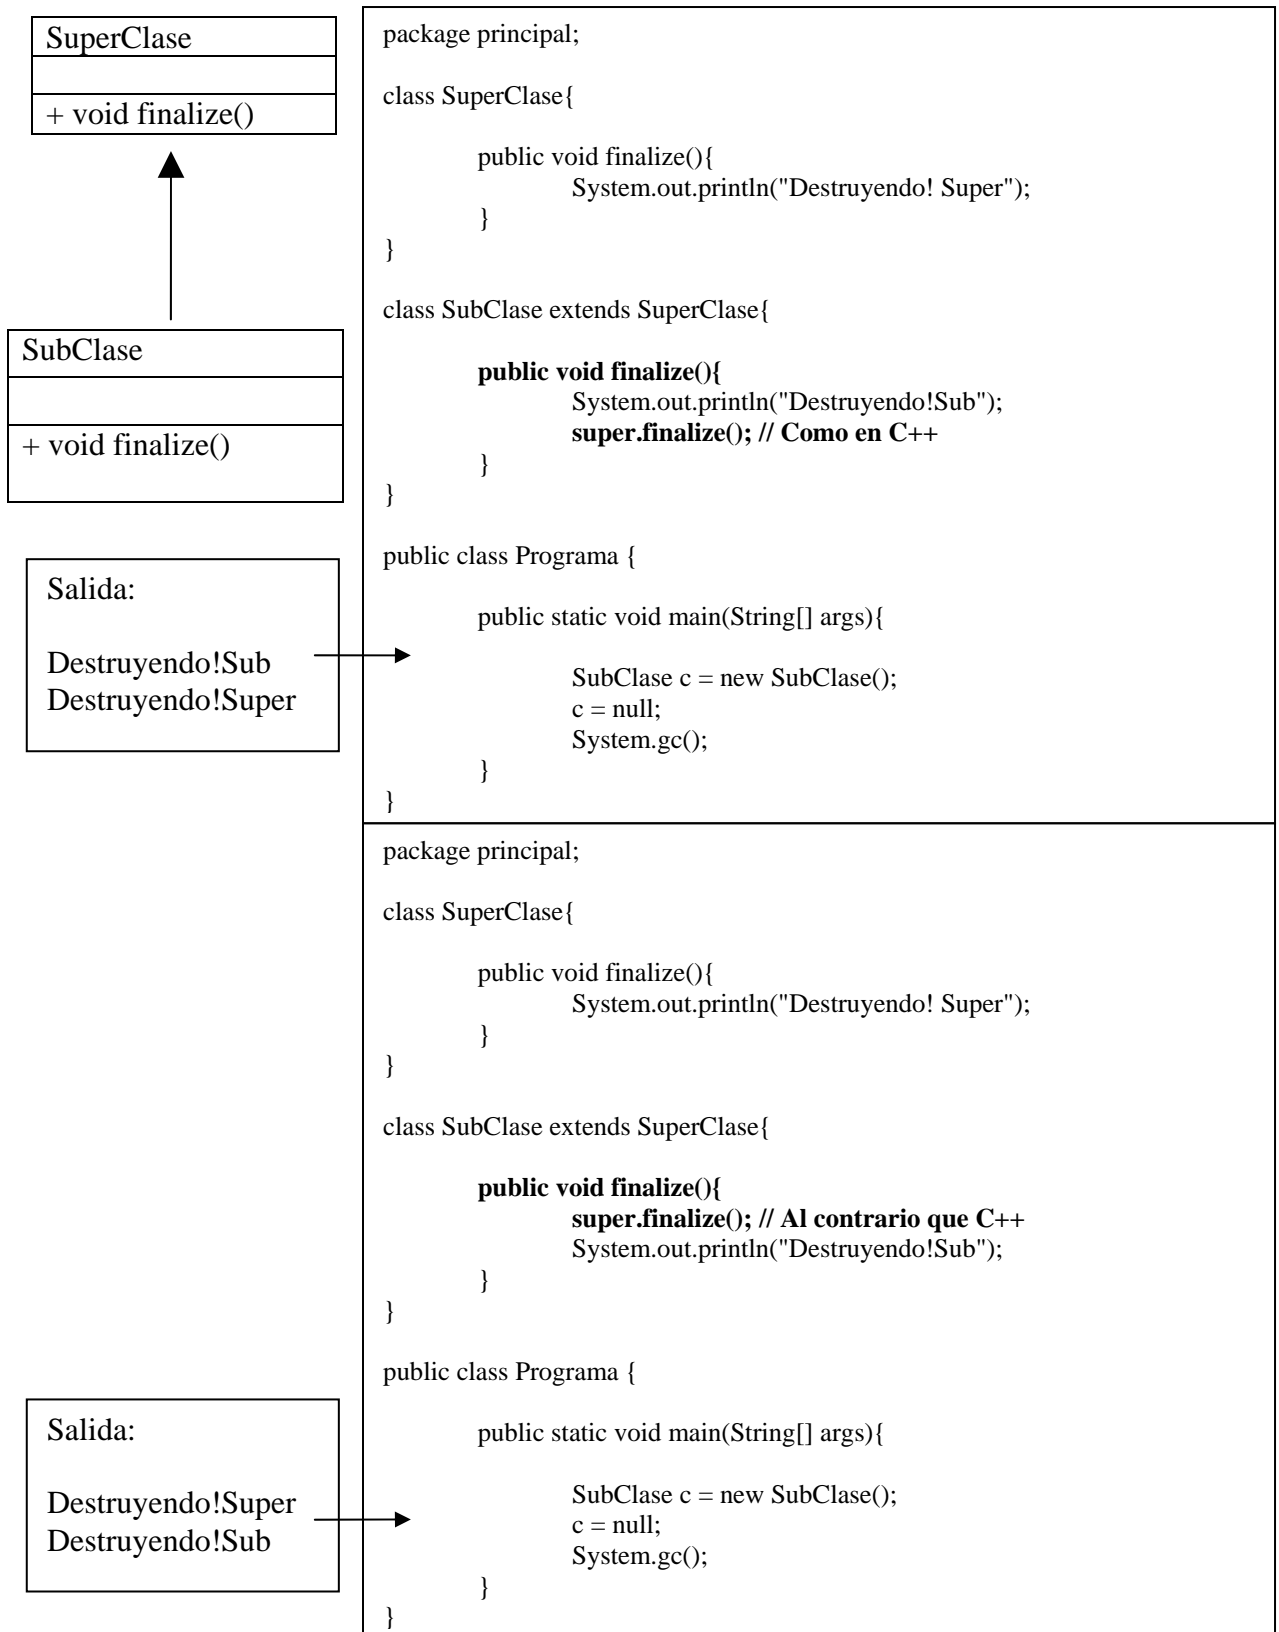 SuperClase
+ void finalize()
SubClase
+ void finalize()
package principal;
class SuperClase{
public void finalize(){
System.out.println("Destruyendo! Super");
}
}
class SubClase extends SuperClase{
public void finalize(){
System.out.println("Destruyendo!Sub");
super.finalize(); // Como en C++
}
}
public class Programa {
public static void main(String[] args){
SubClase c = new SubClase();
c = null;
System.gc();
}
}
Salida:
Destruyendo!Sub
Destruyendo!Super
package principal;
class SuperClase{
public void finalize(){
System.out.println("Destruyendo! Super");
}
}
class SubClase extends SuperClase{
public void finalize(){
super.finalize(); // Al contrario que C++
System.out.println("Destruyendo!Sub");
}
}
public class Programa {
public static void main(String[] args){
SubClase c = new SubClase();
c = null;
System.gc();
}
}
Salida:
Destruyendo!Super
Destruyendo!Sub